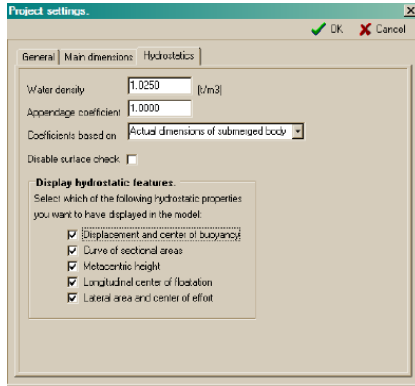 Project settings.
OK Cancel
General Main dimensions Hydrostatics
Water density 1.0250 [t/m3]
Appendage coefficient 1.0000
Coefficients based on Actual dimensions of submerged body
Disable surface check
Display hydrostatic features.
Select which of the following hydrostatic properties
you want to have displayed in the model:
Displacement and center of buoyancy
Curve of sectional areas
Metacentric height
Longitudinal center of floatation
Lateral area and center of effort